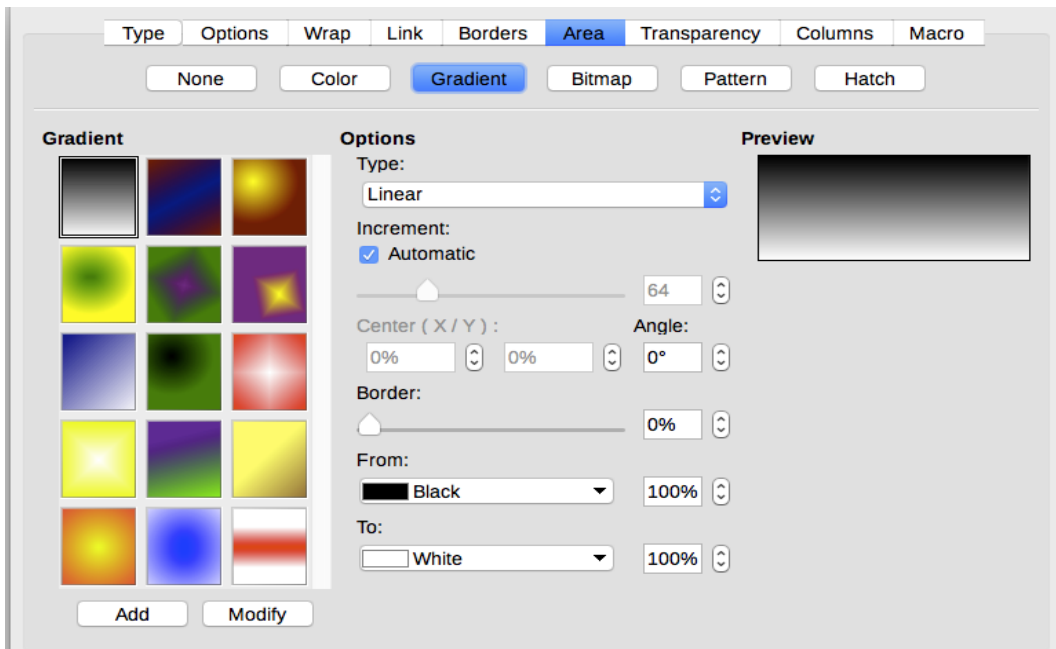 Type Options Wrap Link Borders Area Transparency Columns Macro
None Color Gradient Bitmap Pattern Hatch
Gradient
Options
Type:
Linear
Increment:
Automatic
64
Center ( X / Y ) :
Angle:
0% 0% 0°
Border:
0%
From:
Black 100%
To:
White 100%
Preview
Add Modify